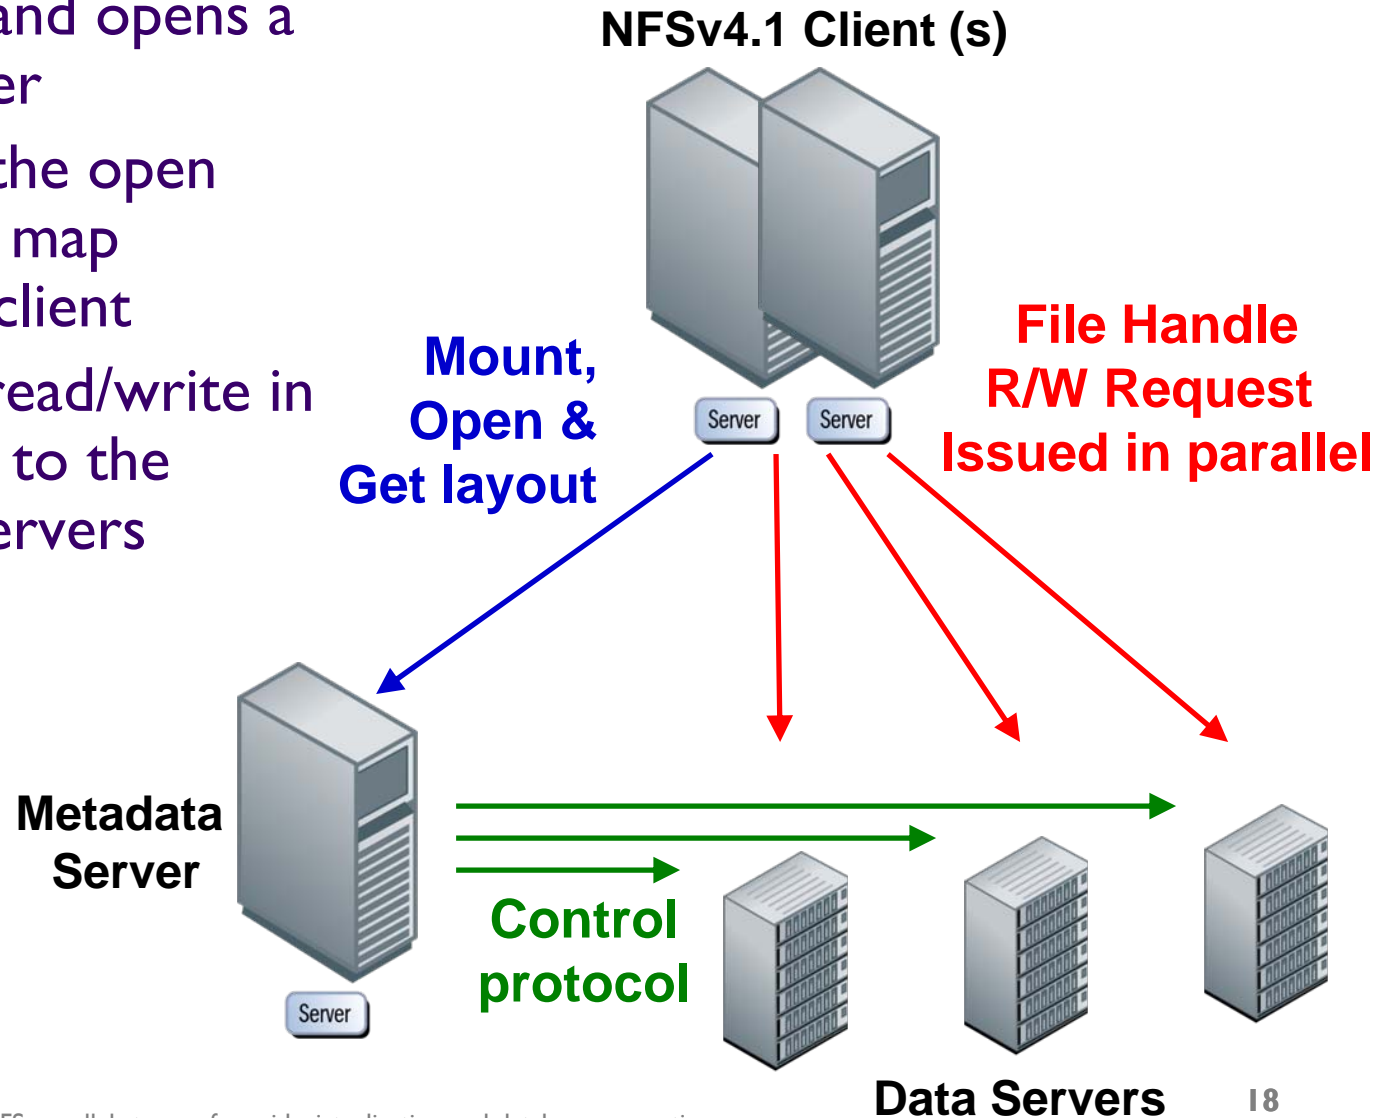 and opens a
er
the open
map
client
read/write in
to the
ervers
NFSv4.1 Client (s)
Server
Server
Mount,
Open &
Get layout
File Handle
R/W Request
Issued in parallel
Metadata
Server
Server
Control
protocol
Data Servers
18